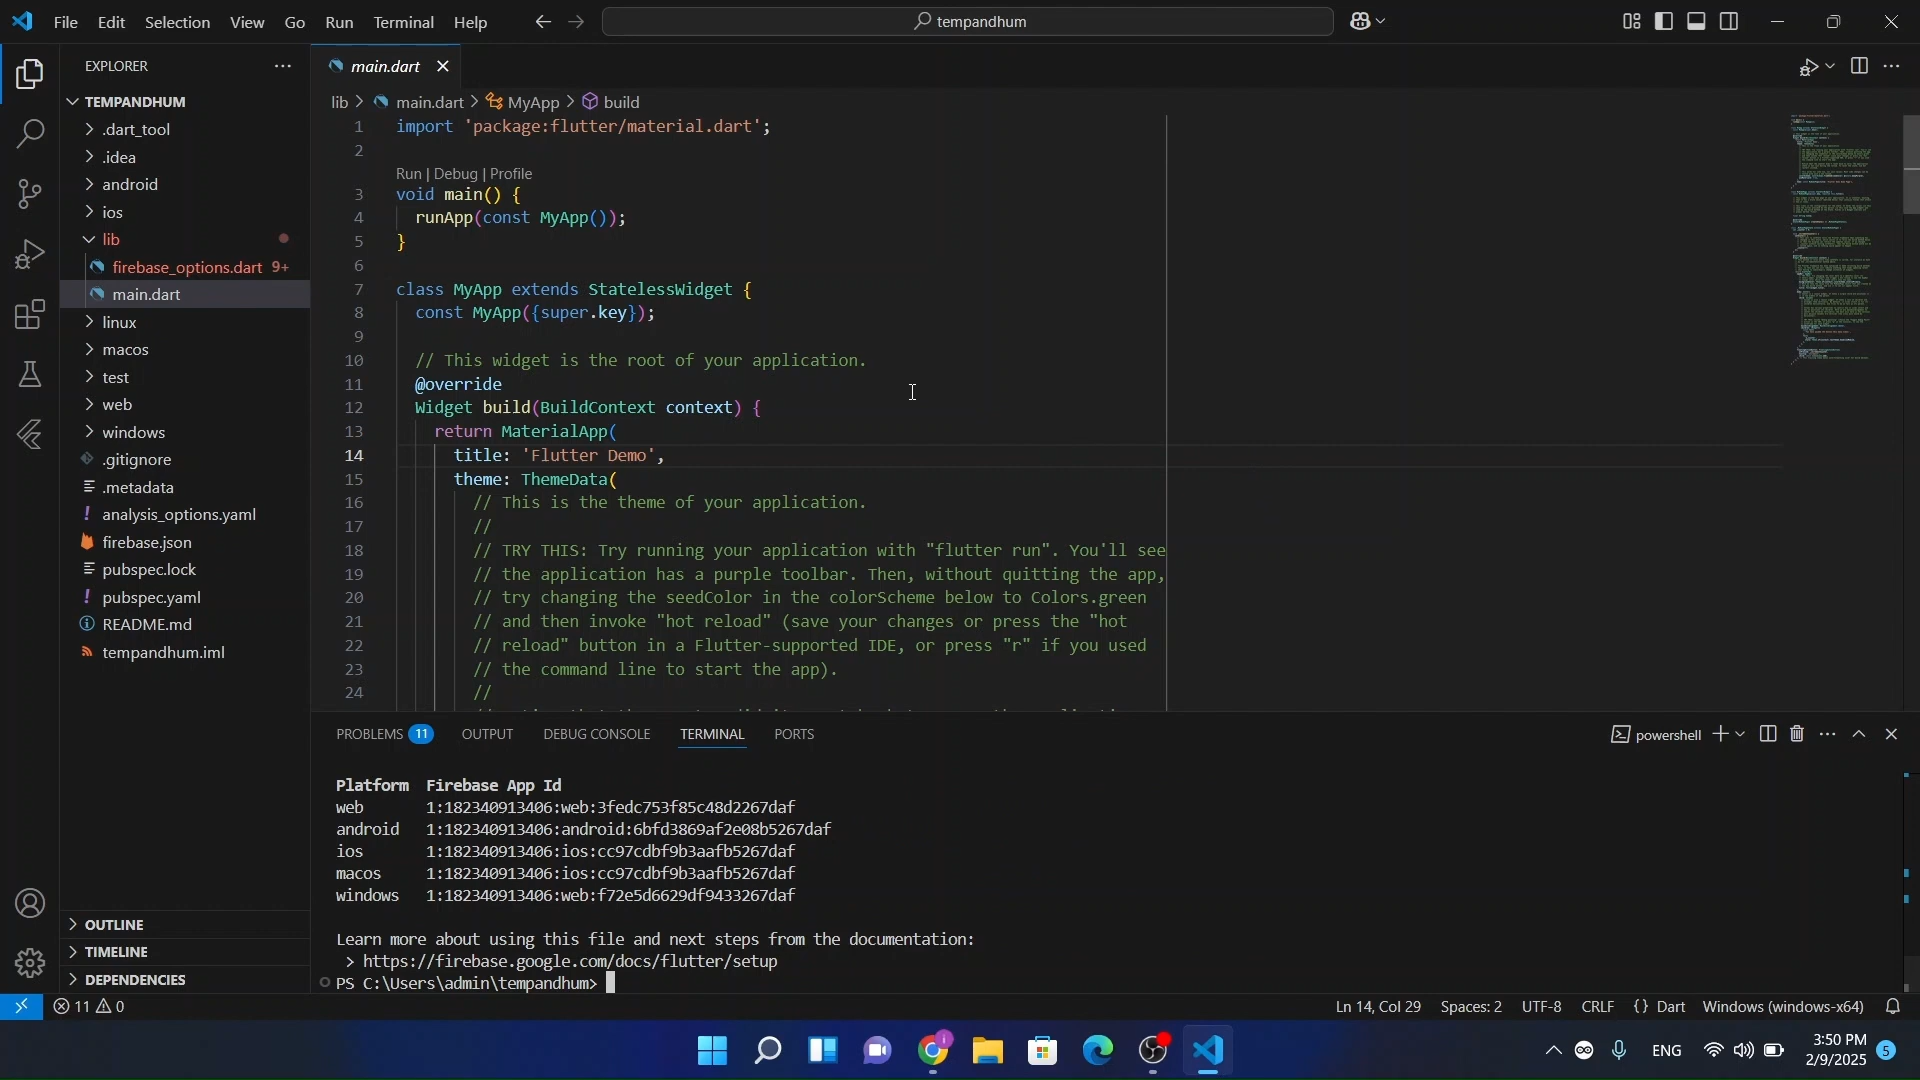 File Edit Selection View Go Run Terminal Help
tempandhum
EXPLORER
TEMPANDHUM
.dart_tool
.idea
android
ios
lib
firebase_options.dart 9+
main.dart
linux
macos
test
web
windows
.gitignore
.metadata
analysis_options.yaml
firebase.json
pubspec.lock
pubspec.yaml
README.md
tempandhum.iml
OUTLINE
TIMELINE
DEPENDENCIES
main.dart
lib > main.dart > MyApp > build
1 import 'package:flutter/material.dart';
2
Run | Debug | Profile
3 void main() {
4 runApp(const MyApp());
5 }
6
7 class MyApp extends StatelessWidget {
8 const MyApp({super.key});
9
10 // This widget is the root of your application.
11 @override
12 Widget build(BuildContext context) {
13 return MaterialApp(
14 title: 'Flutter Demo',
15 theme: ThemeData(
16 // This is the theme of your application.
17 //
18 // TRY THIS: Try running your application with "flutter run". You'll see
19 // the application has a purple toolbar. Then, without quitting the app,
20 // try changing the seedColor in the colorScheme below to Colors.green
21 // and then invoke "hot reload" (save your changes or press the "hot
22 // reload" button in a Flutter-supported IDE, or press "r" if you used
23 // the command line to start the app).
24 //
PROBLEMS 11 OUTPUT DEBUG CONSOLE TERMINAL PORTS
powershell
Platform Firebase App Id
web 1:182340913406:web:3fedc753f85c48d2267daf
android 1:182340913406:android:6bfd3869af2e08b5267daf
ios 1:182340913406:ios:cc97cdbf9b3aafb5267daf
macos 1:182340913406:ios:cc97cdbf9b3aafb5267daf
windows 1:182340913406:web:f72e5d6629df9433267daf
Learn more about using this file and next steps from the documentation:
> https://firebase.google.com/docs/flutter/setup
PS C:\Users\admin\tempandhum>
11 0
Ln 14, Col 29 Spaces: 2 UTF-8 CRLF {} Dart Windows (windows-x64)
ENG
3:50 PM
2/9/2025
5